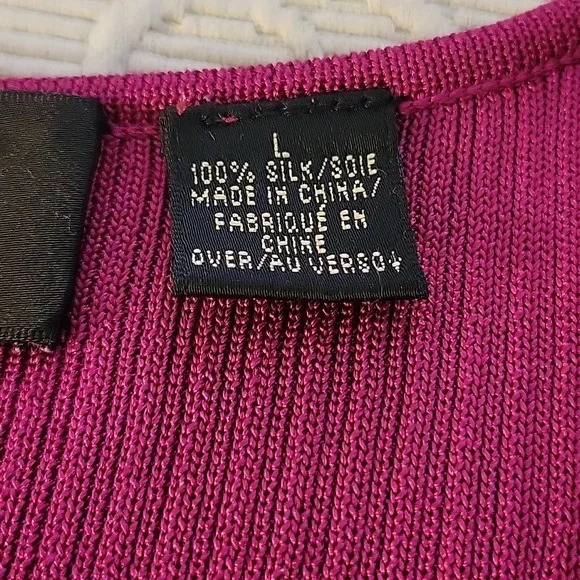 L
100% SILK/SOIE
MADE IN CHINA/
FABRIQUÉ EN
CHINE
OVER/AU VERSO↓